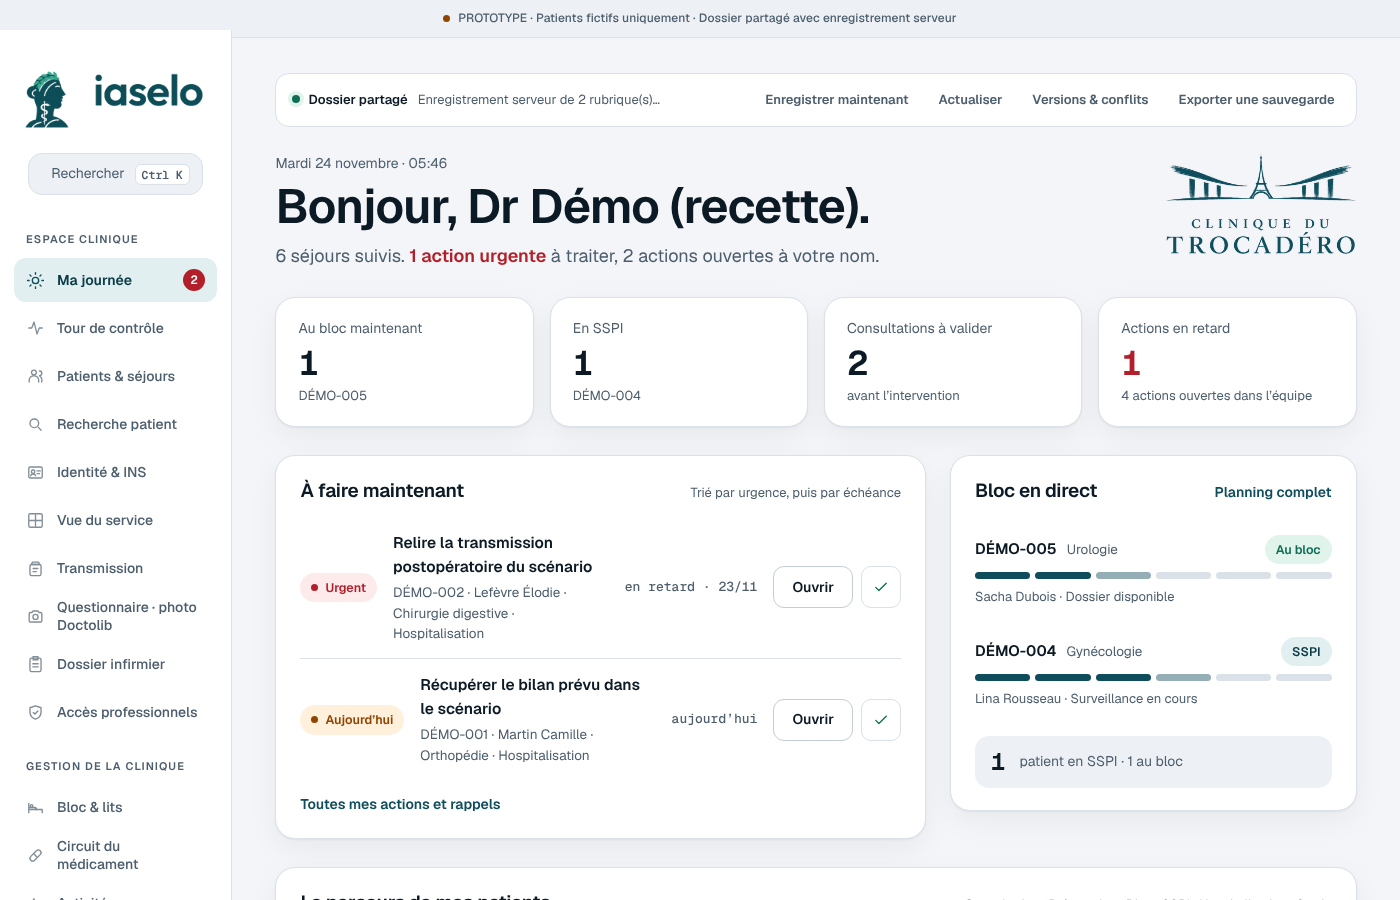 PROTOTYPE · Patients fictifs uniquement · Dossier partagé avec enregistrement serveur
iaselo
Rechercher Ctrl K
ESPACE CLINIQUE
Ma journée 2
Tour de contrôle
Patients & séjours
Recherche patient
Identité & INS
Vue du service
Transmission
Questionnaire · photo
Doctolib
Dossier infirmier
Accès professionnels
GESTION DE LA CLINIQUE
Bloc & lits
Circuit du
médicament
Dossier partagé Enregistrement serveur de 2 rubrique(s)…
Enregistrer maintenant Actualiser Versions & conflits Exporter une sauvegarde
Mardi 24 novembre · 05:46
Bonjour, Dr Démo (recette).
6 séjours suivis. 1 action urgente à traiter, 2 actions ouvertes à votre nom.
CLINIQUE DU
TROCADÉRO
Au bloc maintenant
1
DÉMO-005
En SSPI
1
DÉMO-004
Consultations à valider
2
avant l'intervention
Actions en retard
1
4 actions ouvertes dans l'équipe
À faire maintenant Trié par urgence, puis par échéance
Urgent
Relire la transmission
postopératoire du scénario
DÉMO-002 · Lefèvre Élodie ·
Chirurgie digestive ·
Hospitalisation
en retard · 23/11 Ouvrir
Aujourd'hui
Récupérer le bilan prévu dans
le scénario
DÉMO-001 · Martin Camille ·
Orthopédie · Hospitalisation
aujourd'hui Ouvrir
Toutes mes actions et rappels
Bloc en direct Planning complet
DÉMO-005 Urologie Au bloc
Sacha Dubois · Dossier disponible
DÉMO-004 Gynécologie SSPI
Lina Rousseau · Surveillance en cours
1 patient en SSPI · 1 au bloc
Le parcours de mes patients